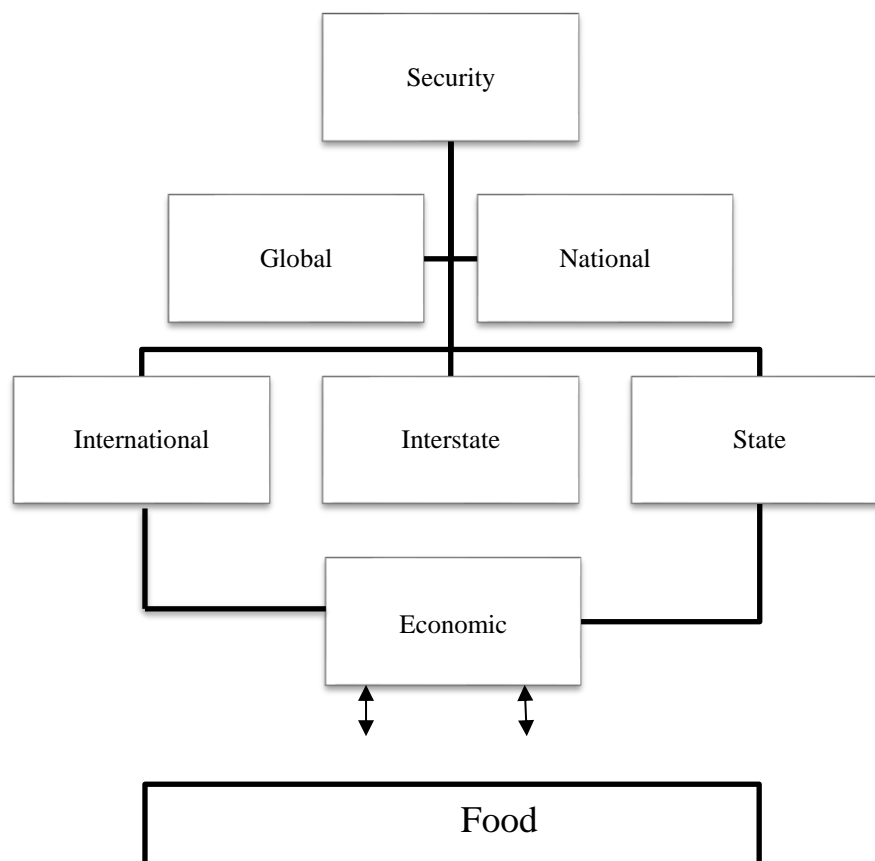 Security
Global
National
International
Interstate
State
Economic
Food